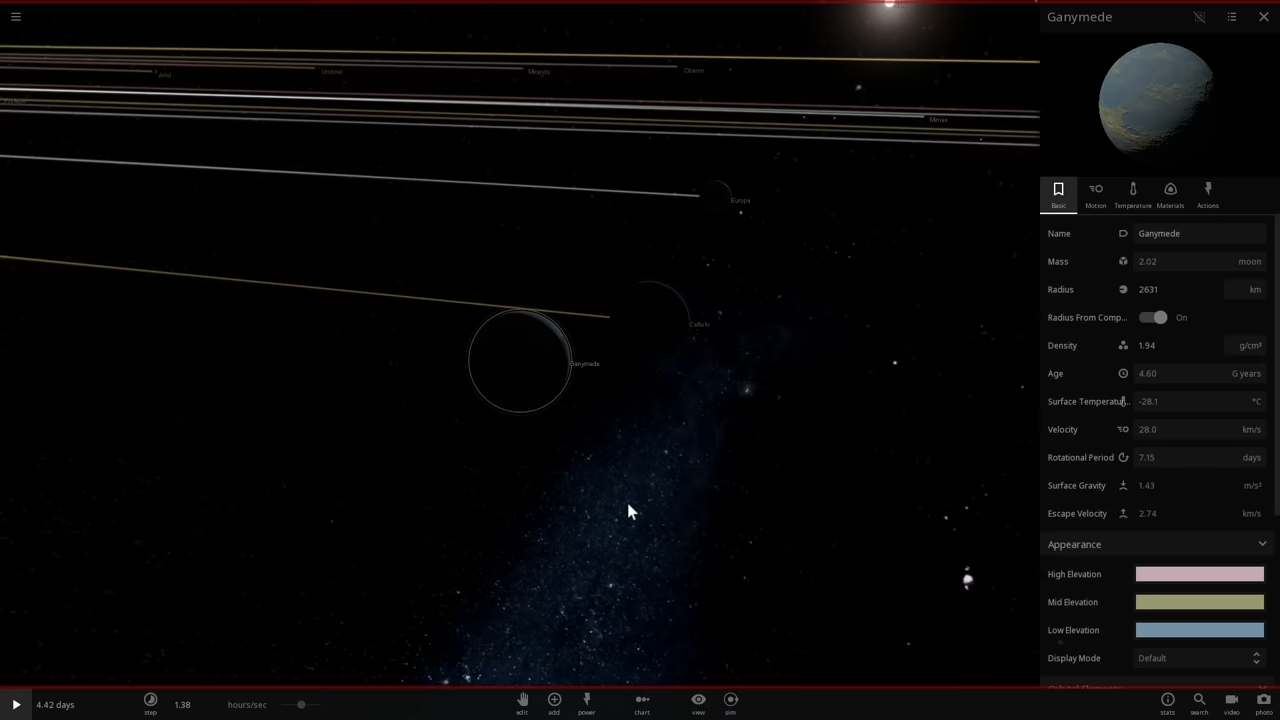 Ganymede
Ariel
Umbriel
Miranda
Oberon
Mimas
Europa
Callisto
Ganymede
Basic
Motion
Temperature
Materials
Actions
Name Ganymede
Mass 2.02 moon
Radius 2631 km
Radius From Comp... On
Density 1.94 g/cm³
Age 4.60 G years
Surface Temperatur... -28.1 °C
Velocity 28.0 km/s
Rotational Period 7.15 days
Surface Gravity 1.43 m/s²
Escape Velocity 2.74 km/s
Appearance
High Elevation
Mid Elevation
Low Elevation
Display Mode Default
Orbital Elements
4.42 days
step
1.38 hours/sec
edit
add
power
chart
view
sim
stats
search
video
photo